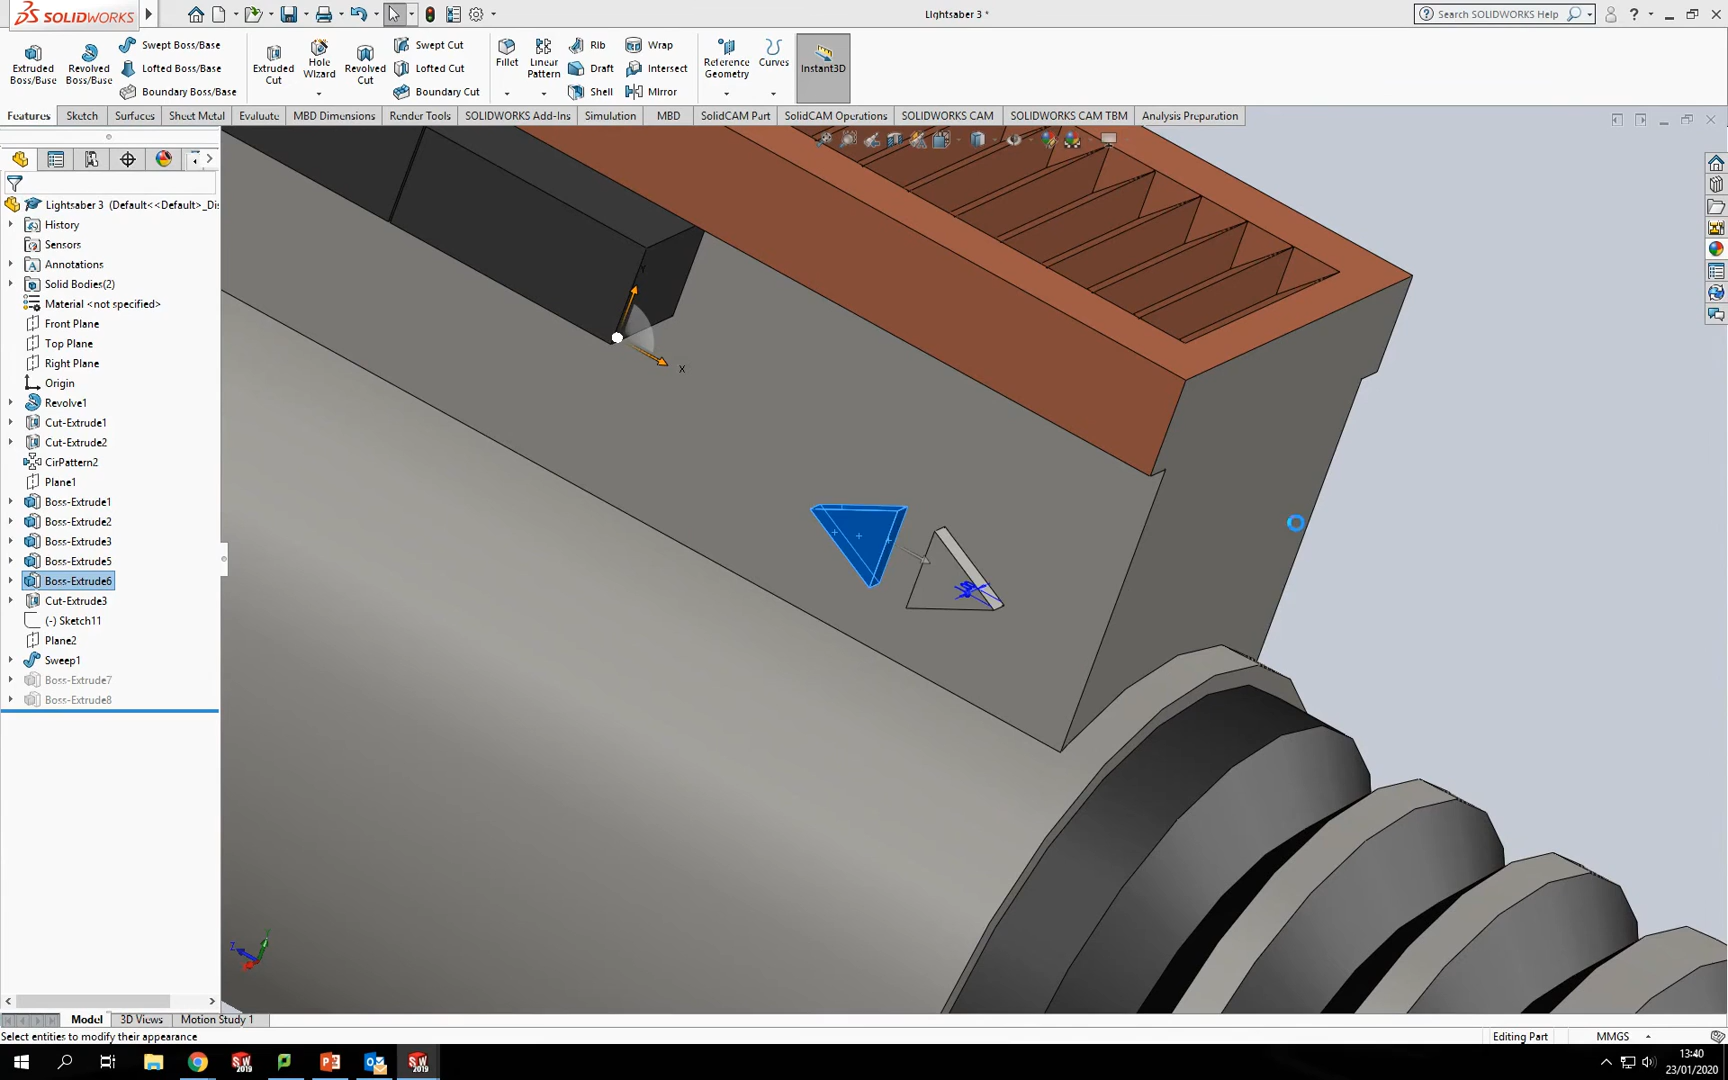 SOLIDWORKS
Lightsaber 3 *
Search SOLIDWORKS Help
Extruded Boss/Base
Revolved Boss/Base
Swept Boss/Base
Lofted Boss/Base
Boundary Boss/Base
Extruded Cut
Hole Wizard
Revolved Cut
Swept Cut
Lofted Cut
Boundary Cut
Fillet
Linear Pattern
Rib
Draft
Shell
Wrap
Intersect
Mirror
Reference Geometry
Curves
Instant3D
Features
Sketch
Surfaces
Sheet Metal
Evaluate
MBD Dimensions
Render Tools
SOLIDWORKS Add-Ins
Simulation
MBD
SolidCAM Part
SolidCAM Operations
SOLIDWORKS CAM
SOLIDWORKS CAM TBM
Analysis Preparation
Lightsaber 3 (Default<<Default>_Dis
History
Sensors
Annotations
Solid Bodies(2)
Material <not specified>
Front Plane
Top Plane
Right Plane
Origin
Revolve1
Cut-Extrude1
Cut-Extrude2
CirPattern2
Plane1
Boss-Extrude1
Boss-Extrude2
Boss-Extrude3
Boss-Extrude5
Boss-Extrude6
Cut-Extrude3
(-) Sketch11
Plane2
Sweep1
Boss-Extrude7
Boss-Extrude8
Y
X
Z
Y
Model
3D Views
Motion Study 1
Select entities to modify their appearance
Editing Part
MMGS
13:40
23/01/2020